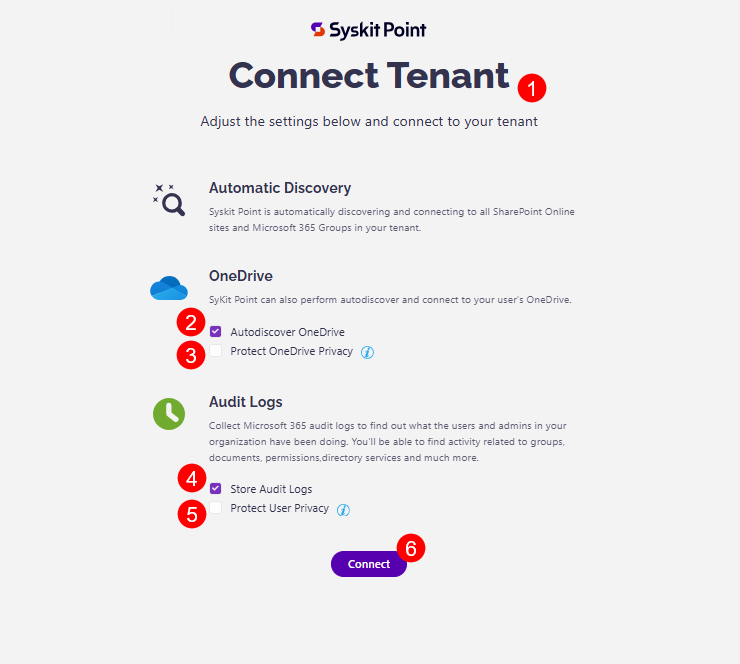 Syskit Point
Connect Tenant 1
Adjust the settings below and connect to your tenant
Automatic Discovery
Syskit Point is automatically discovering and connecting to all SharePoint Online
sites and Microsoft 365 Groups in your tenant.
OneDrive
SyKit Point can also perform autodiscover and connect to your user's OneDrive.
2 Autodiscover OneDrive
3 Protect OneDrive Privacy i
Audit Logs
Collect Microsoft 365 audit logs to find out what the users and admins in your
organization have been doing. You'll be able to find activity related to groups,
documents, permissions,directory services and much more.
4 Store Audit Logs
5 Protect User Privacy i
6
Connect